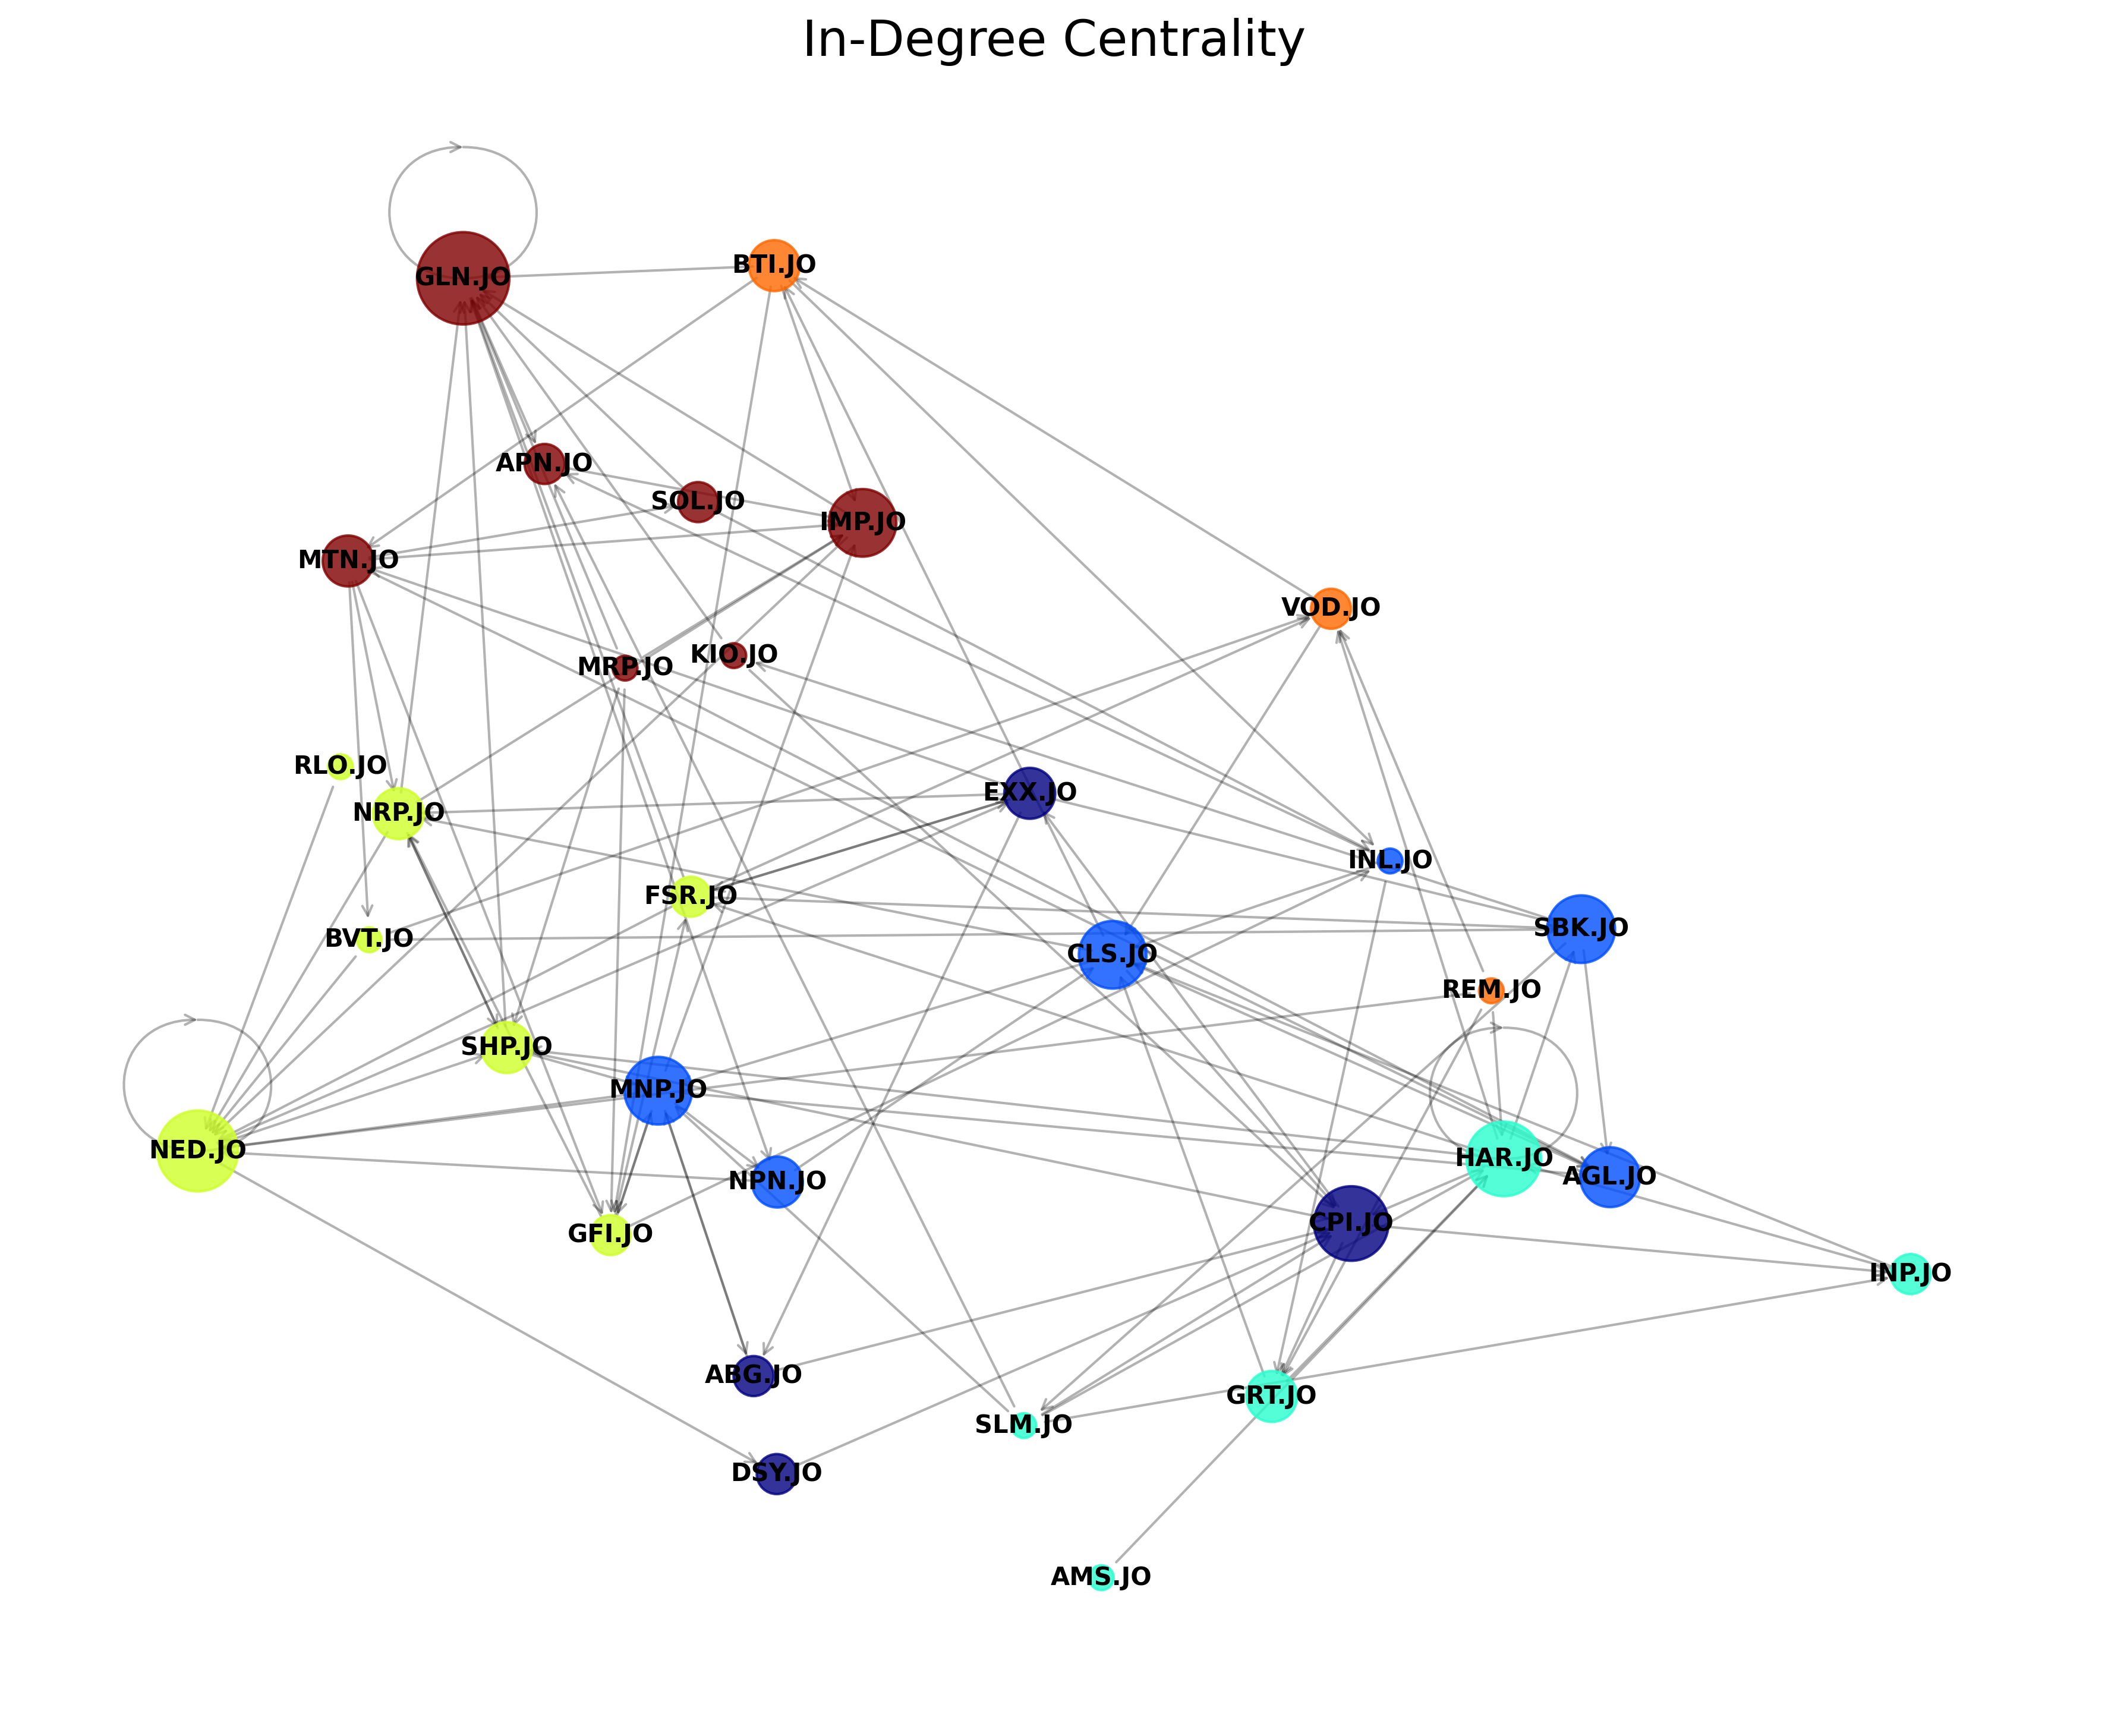 In-Degree Centrality
GLN.JO
BTI.JO
APN.JO
SOL.JO
IMP.JO
MTN.JO
VOD.JO
MRP.JO
KIO.JO
RLO.JO
NRP.JO
EXX.JO
INL.JO
FSR.JO
BVT.JO
SBK.JO
CLS.JO
REM.JO
SHP.JO
MNP.JO
NED.JO
HAR.JO
AGL.JO
NPN.JO
GFI.JO
CPI.JO
INP.JO
ABG.JO
GRT.JO
SLM.JO
DSY.JO
AMS.JO